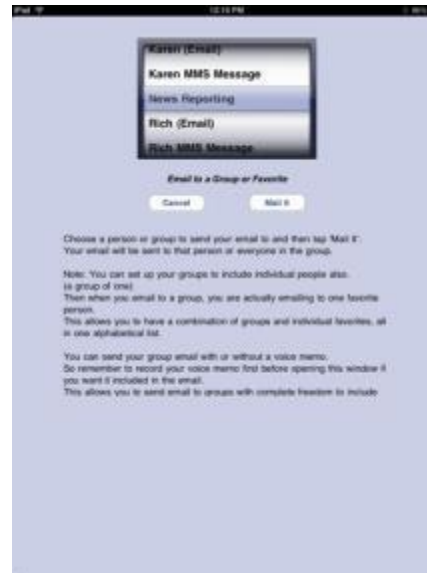 iPad 12:16 PM
Karen (Email)
Karen MMS Message
News Reporting
Rich (Email)
Rich MMS Message
Email to a Group or Favorite
Cancel Mail It
Choose a person or group to send your email to and then tap 'Mail It'.
Your email will be sent to that person or everyone in the group.
Note: You can set up your groups to include individual people also.
(a group of one)
Then when you email to a group, you are actually emailing to one favorite
person.
This allows you to have a combination of groups and individual favorites, all
in one alphabetical list.
You can send your group email with or without a voice memo.
So remember to record your voice memo first before opening this window if
you want it included in the email.
This allows you to send email to groups with complete freedom to include